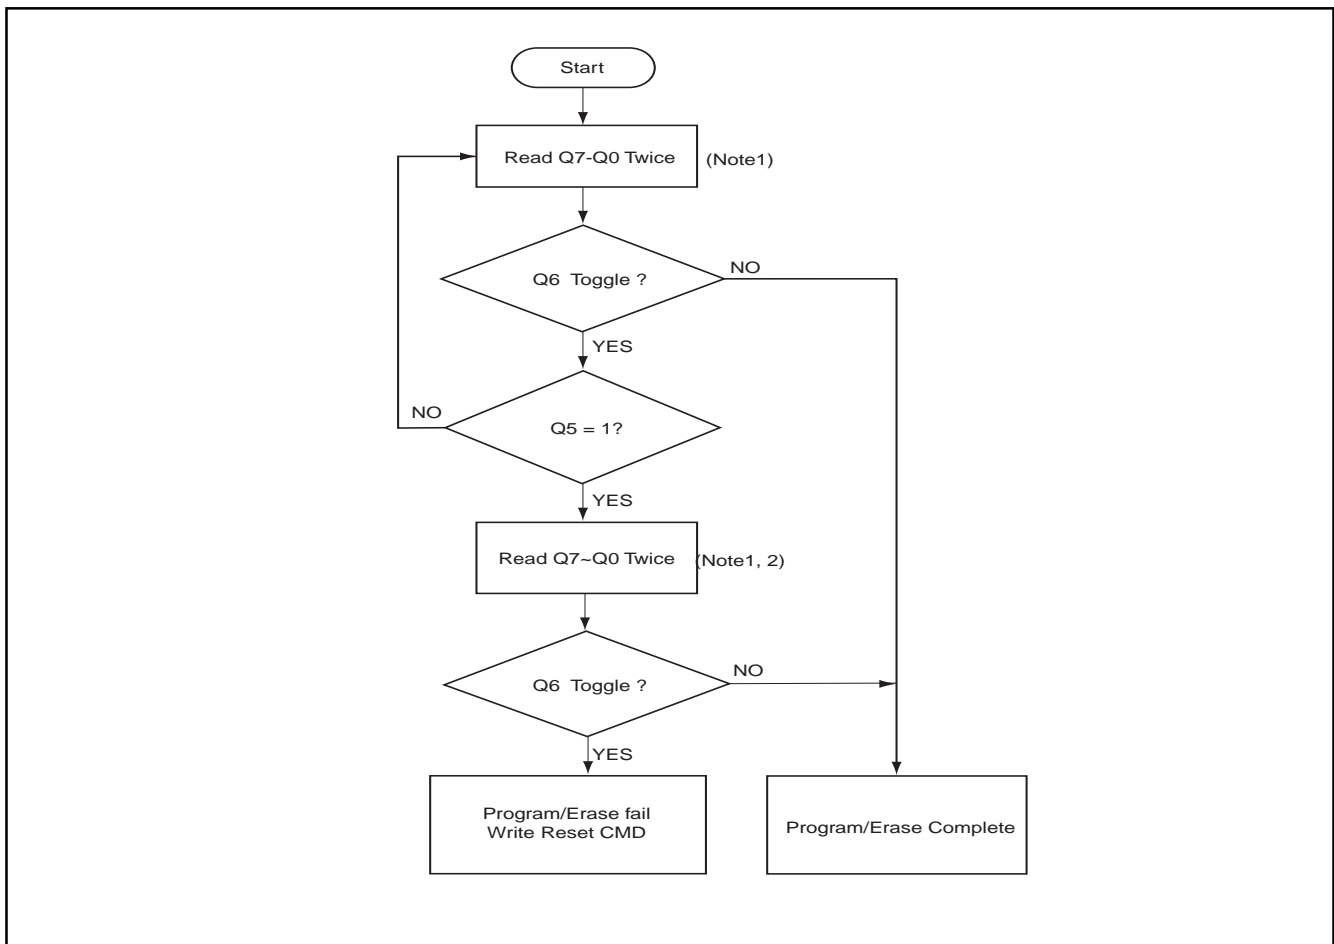 Start
Read Q7-Q0 Twice
(Note1)
Q6 Toggle ?
NO
YES
NO
Q5 = 1?
YES
Read Q7~Q0 Twice
(Note1, 2)
NO
Q6 Toggle ?
YES
Program/Erase fail
Write Reset CMD
Program/Erase Complete